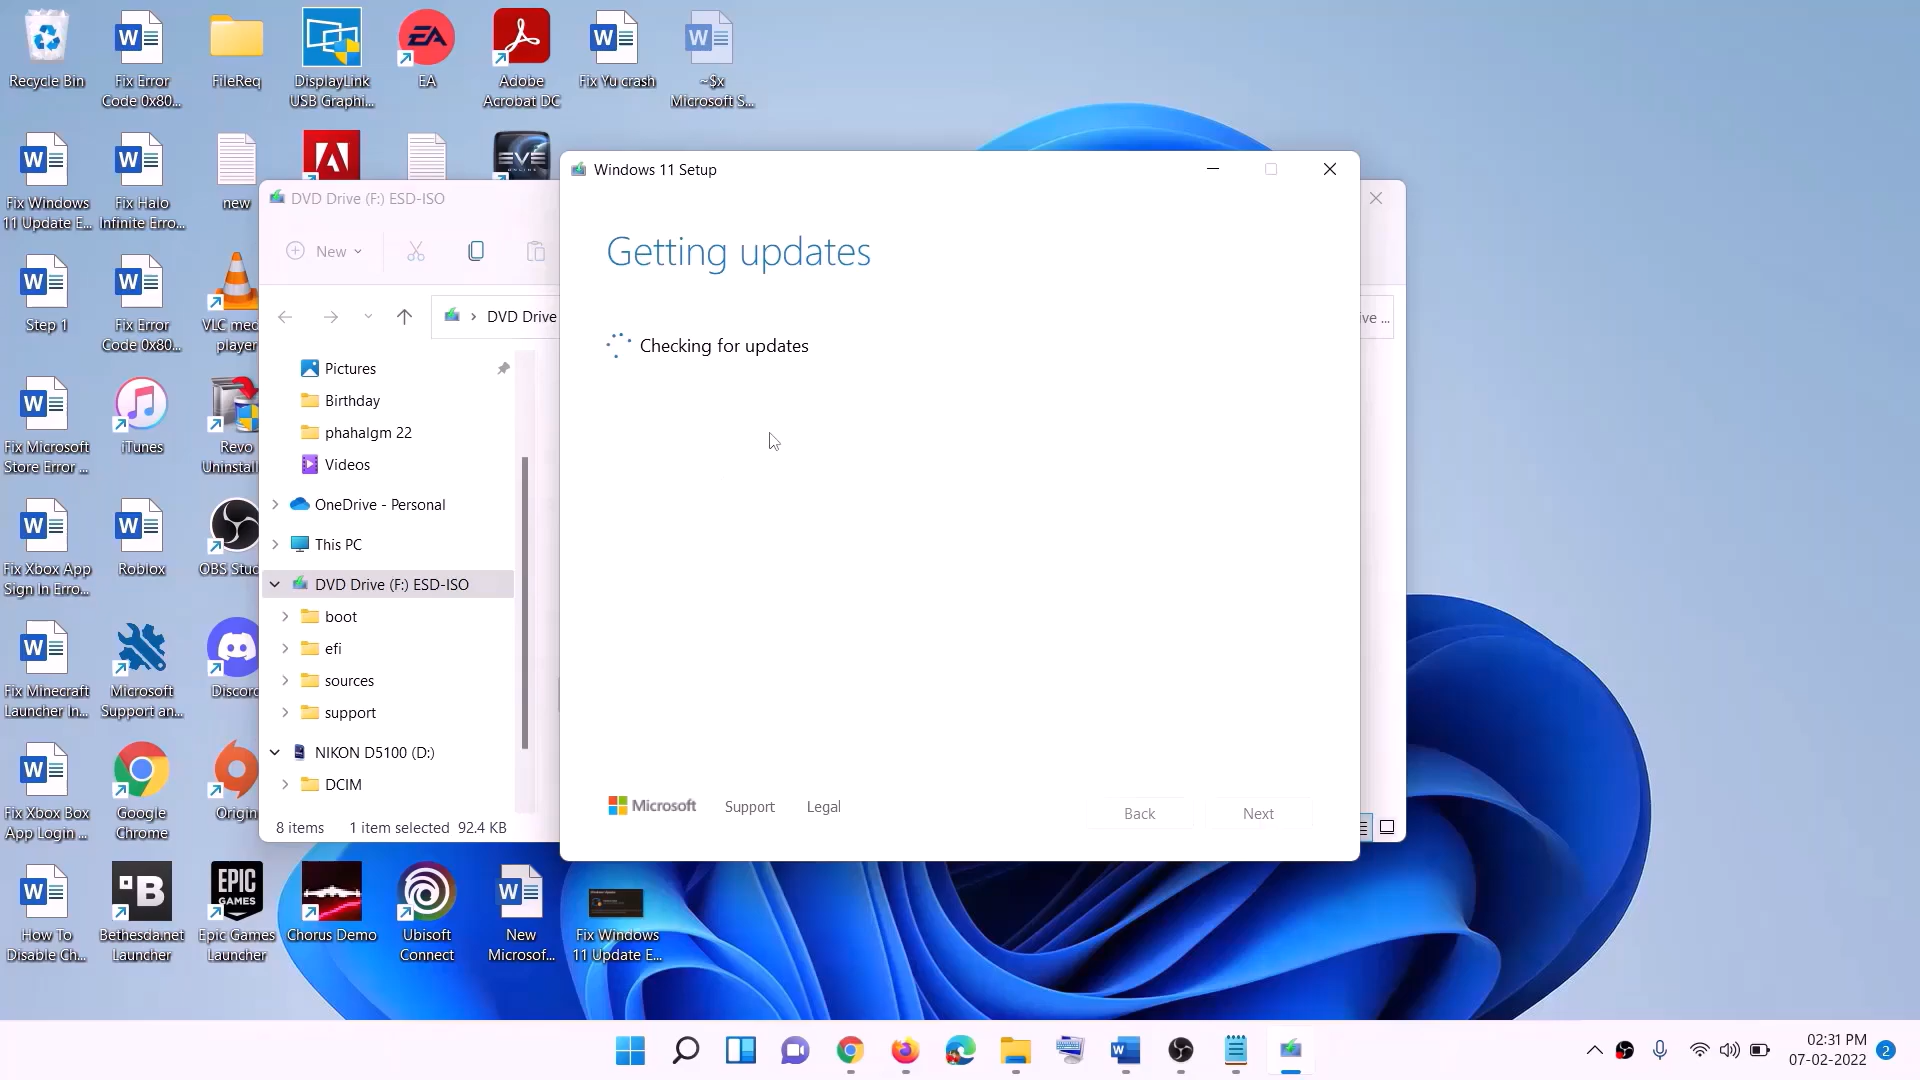 Recycle Bin
Fix Error
Code 0x80...
FileReq
DisplayLink
USB Graphi...
EA
Adobe
Acrobat DC
Fix Yu crash
~$x
Microsoft S...
Fix Windows
11 Update E...
Fix Halo
Infinite Erro...
new
EVE
ONLINE
Step 1
Fix Error
Code 0x80...
VLC med
player
Fix Microsoft
Store Error ...
iTunes
Revo
Uninstall
Fix Xbox App
Sign In Erro...
Roblox
OBS Stud
Fix Minecraft
Launcher In...
Microsoft
Support an...
Discord
Fix Xbox Box
App Login ...
Google
Chrome
Origin
How To
Disable Ch...
Bethesda.net
Launcher
EPIC
GAMES
Epic Games
Launcher
Chorus Demo
Ubisoft
Connect
New
Microsof...
Fix Windows
11 Update E...
DVD Drive (F:) ESD-ISO
New
DVD Drive
ive ...
Pictures
Birthday
phahalgm 22
Videos
OneDrive - Personal
This PC
DVD Drive (F:) ESD-ISO
boot
efi
sources
support
NIKON D5100 (D:)
DCIM
8 items 1 item selected 92.4 KB
Windows 11 Setup
Getting updates
Checking for updates
Microsoft
Support
Legal
Back
Next
02:31 PM
07-02-2022
2